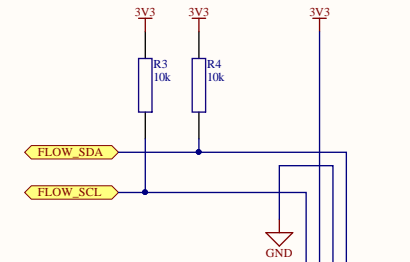 3V3 3V3 3V3
R3 R4
10k 10k
FLOW_SDA
FLOW_SCL
GND